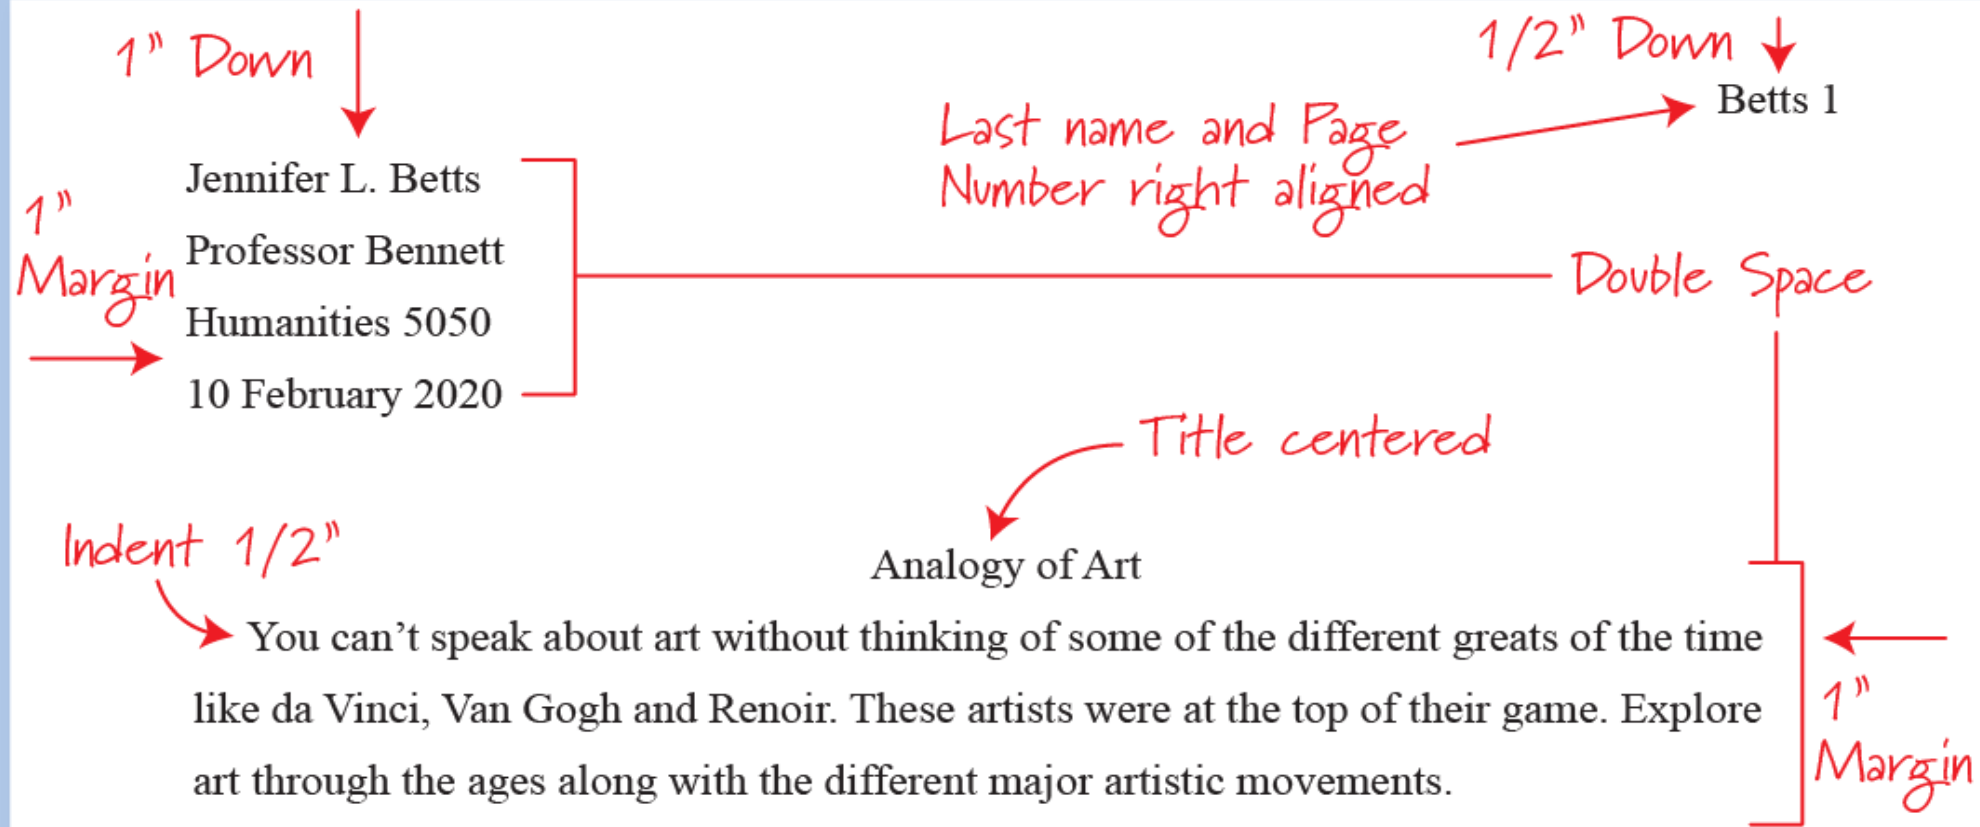 1" Down
1/2" Down
Betts 1
Last name and Page
Number right aligned
Jennifer L. Betts
1"
Margin
Professor Bennett
Humanities 5050
10 February 2020
Double Space
Title centered
Indent 1/2"
Analogy of Art
You can’t speak about art without thinking of some of the different greats of the time
like da Vinci, Van Gogh and Renoir. These artists were at the top of their game. Explore
art through the ages along with the different major artistic movements.
1"
Margin